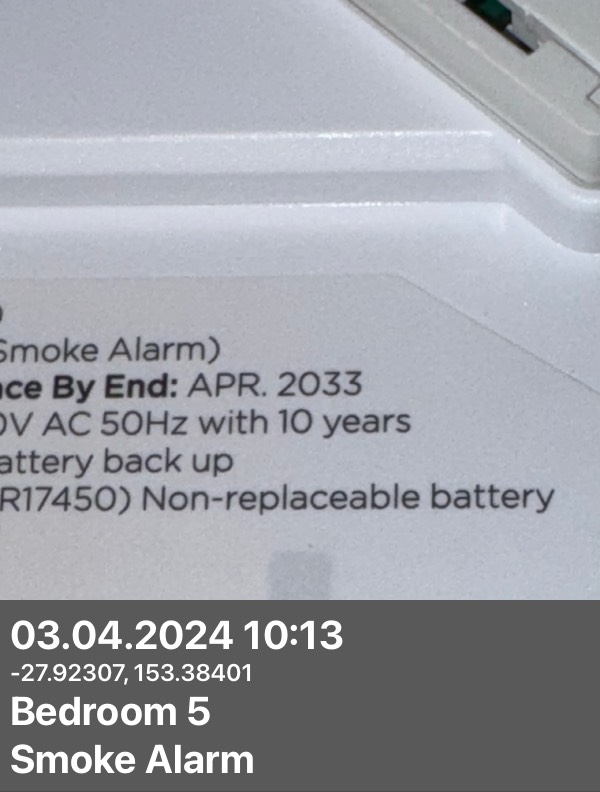 Smoke Alarm)
ce By End: APR. 2033
0V AC 50Hz with 10 years
attery back up
R17450) Non-replaceable battery
03.04.2024 10:13
-27.92307, 153.38401
Bedroom 5
Smoke Alarm